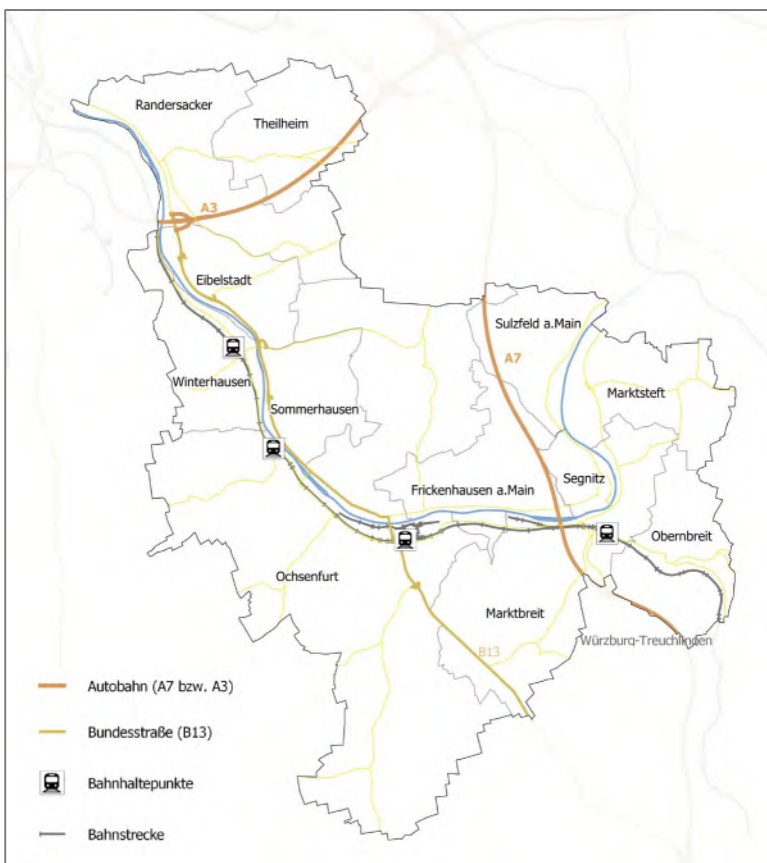 Randersacker
Theilheim
A3
Eibelstadt
Sulzfeld a.Main
A7
Marktsteft
Winterhausen
Sommerhausen
Segnitz
Frickenhausen a.Main
Obernbreit
Ochsenfurt
Marktbreit
B13
Würzburg-Treuchlingen
Autobahn (A7 bzw. A3)
Bundesstraße (B13)
Bahnhaltepunkte
Bahnstrecke